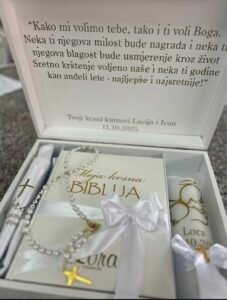 "Kako mi volimo tebe, tako i ti voli Boga.
Neka ti njegova milost bude nagrada i neka ti
njegova blagost bude usmjerenje kroz život
Sretno krštenje voljeno naše i neka ti godine
kao anđeli lete - najljepše i najsretnije!"
Tvoji krsni kumovi Lucija i Ivan
11.10.2025.
Moja krsna
BIBLIJA
Lora
Lora